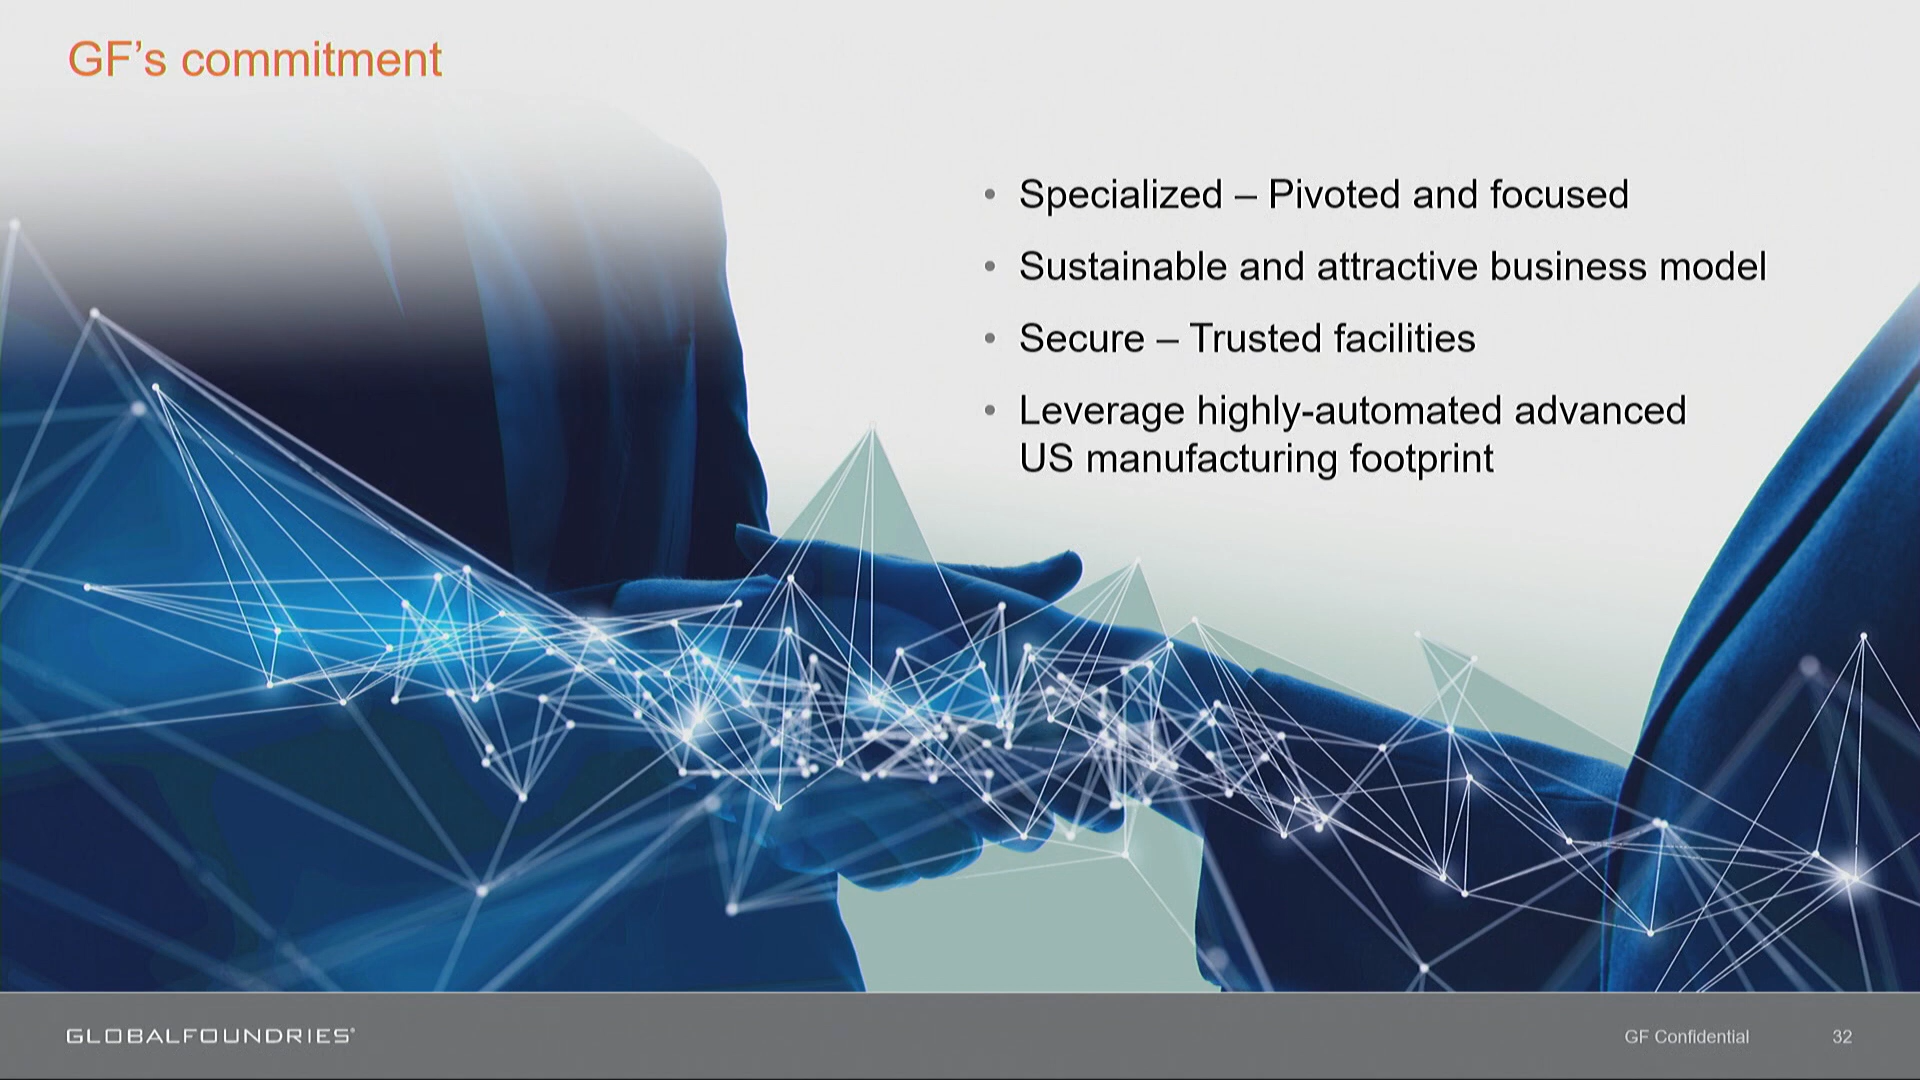 GF’s commitment
• Specialized – Pivoted and focused
• Sustainable and attractive business model
• Secure – Trusted facilities
• Leverage highly-automated advanced
US manufacturing footprint
GLOBALFOUNDRIES®
GF Confidential
32